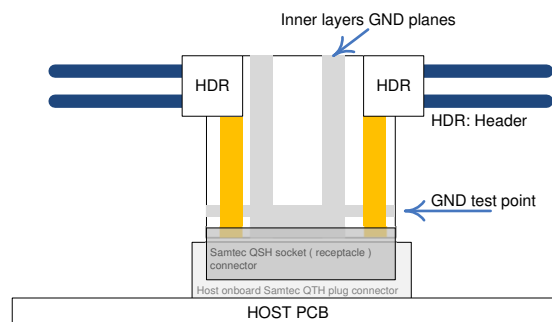 Inner layers GND planes
HDR
HDR
HDR: Header
GND test point
Samtec QSH socket ( receptacle )
connector
Host onboard Samtec QTH plug connector
HOST PCB